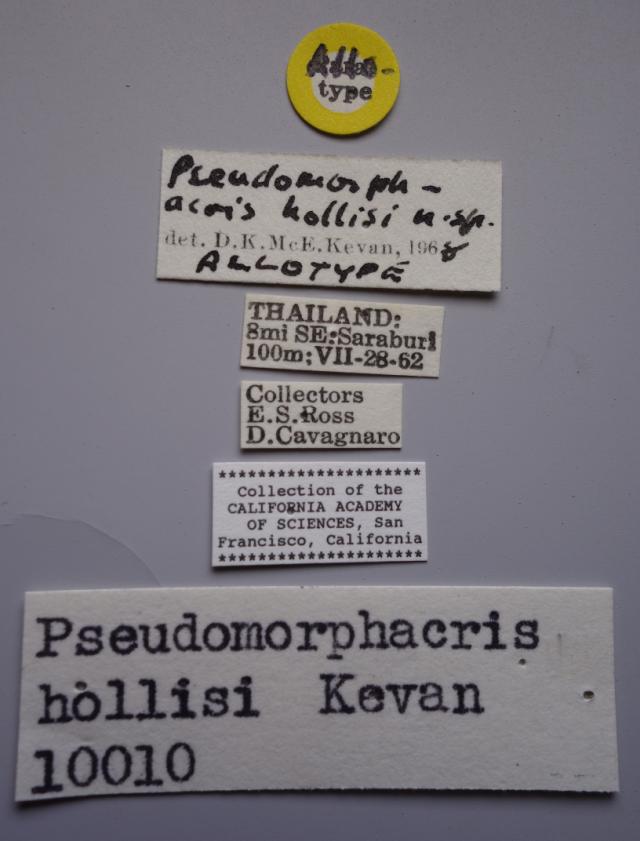 Allo-
type
Pseudomorph-
acris hollisi n.sp.
det. D.K.McE.Kevan, 1968
ALLOTYPE
THAILAND:
8mi SE:Saraburi
100m; VII-28-62
Collectors
E.S.Ross
D.Cavagnaro
*********************
Collection of the
CALIFORNIA ACADEMY
OF SCIENCES, San
Francisco, California
*********************
Pseudomorphacris
hollisi Kevan
10010